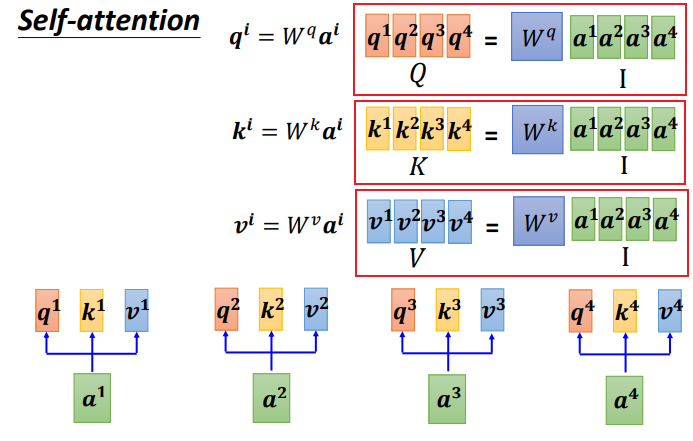 Self-attention
qⁱ = W^q aⁱ
q¹ q² q³ q⁴ = W^q a¹ a² a³ a⁴
Q I
kⁱ = W^k aⁱ
k¹ k² k³ k⁴ = W^k a¹ a² a³ a⁴
K I
vⁱ = W^v aⁱ
v¹ v² v³ v⁴ = W^v a¹ a² a³ a⁴
V I
q¹ k¹ v¹ q² k² v² q³ k³ v³ q⁴ k⁴ v⁴
a¹ a² a³ a⁴